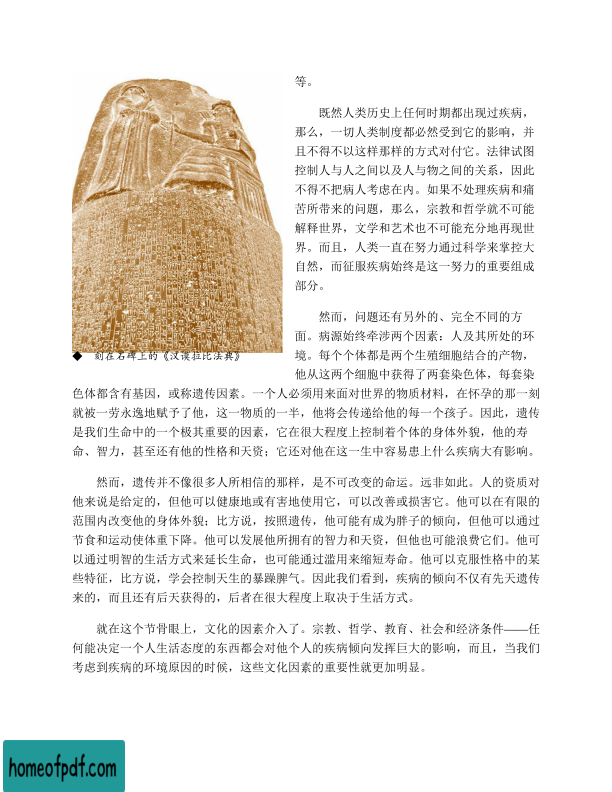 等。
既然人类历史上任何时期都出现过疾病，
那么，一切人类制度都必然受到它的影响，并
且不得不以这样那样的方式对付它。法律试图
控制人与人之间以及人与物之间的关系，因此
不得不把病人考虑在内。如果不处理疾病和痛
苦所带来的问题，那么，宗教和哲学就不可能
解释世界，文学和艺术也不可能充分地再现世
界。而且，人类一直在努力通过科学来掌控大
自然，而征服疾病始终是这一努力的重要组成
部分。
然而，问题还有另外的、完全不同的方
面。病源始终牵涉两个因素：人及其所处的环
◆ 刻在石碑上的《汉谟拉比法典》
境。每个个体都是两个生殖细胞结合的产物，
他从这两个细胞中获得了两套染色体，每套染
色体都含有基因，或称遗传因素。一个人必须用来面对世界的物质材料，在怀孕的那一刻
就被一劳永逸地赋予了他，这一物质的一半，他将会传递给他的每一个孩子。因此，遗传
是我们生命中的一个极其重要的因素，它在很大程度上控制着个体的身体外貌，他的寿
命、智力，甚至还有他的性格和天资；它还对他在这一生中容易患上什么疾病大有影响。
然而，遗传并不像很多人所相信的那样，是不可改变的命运。远非如此。人的资质对
他来说是给定的，但他可以健康地或有害地使用它，可以改善或损害它。他可以在有限的
范围内改变他的身体外貌；比方说，按照遗传，他可能有成为胖子的倾向，但他可以通过
节食和运动使体重下降。他可以发展他所拥有的智力和天资，但他也可能浪费它们。他可
以通过明智的生活方式来延长生命，也可能通过滥用来缩短寿命。他可以克服性格中的某
些特征，比方说，学会控制天生的暴躁脾气。因此我们看到，疾病的倾向不仅有先天遗传
来的，而且还有后天获得的，后者在很大程度上取决于生活方式。
就在这个节骨眼上，文化的因素介入了。宗教、哲学、教育、社会和经济条件——任
何能决定一个人生活态度的东西都会对他个人的疾病倾向发挥巨大的影响，而且，当我们
考虑到疾病的环境原因的时候，这些文化因素的重要性就更加明显。
homeofpdf.com